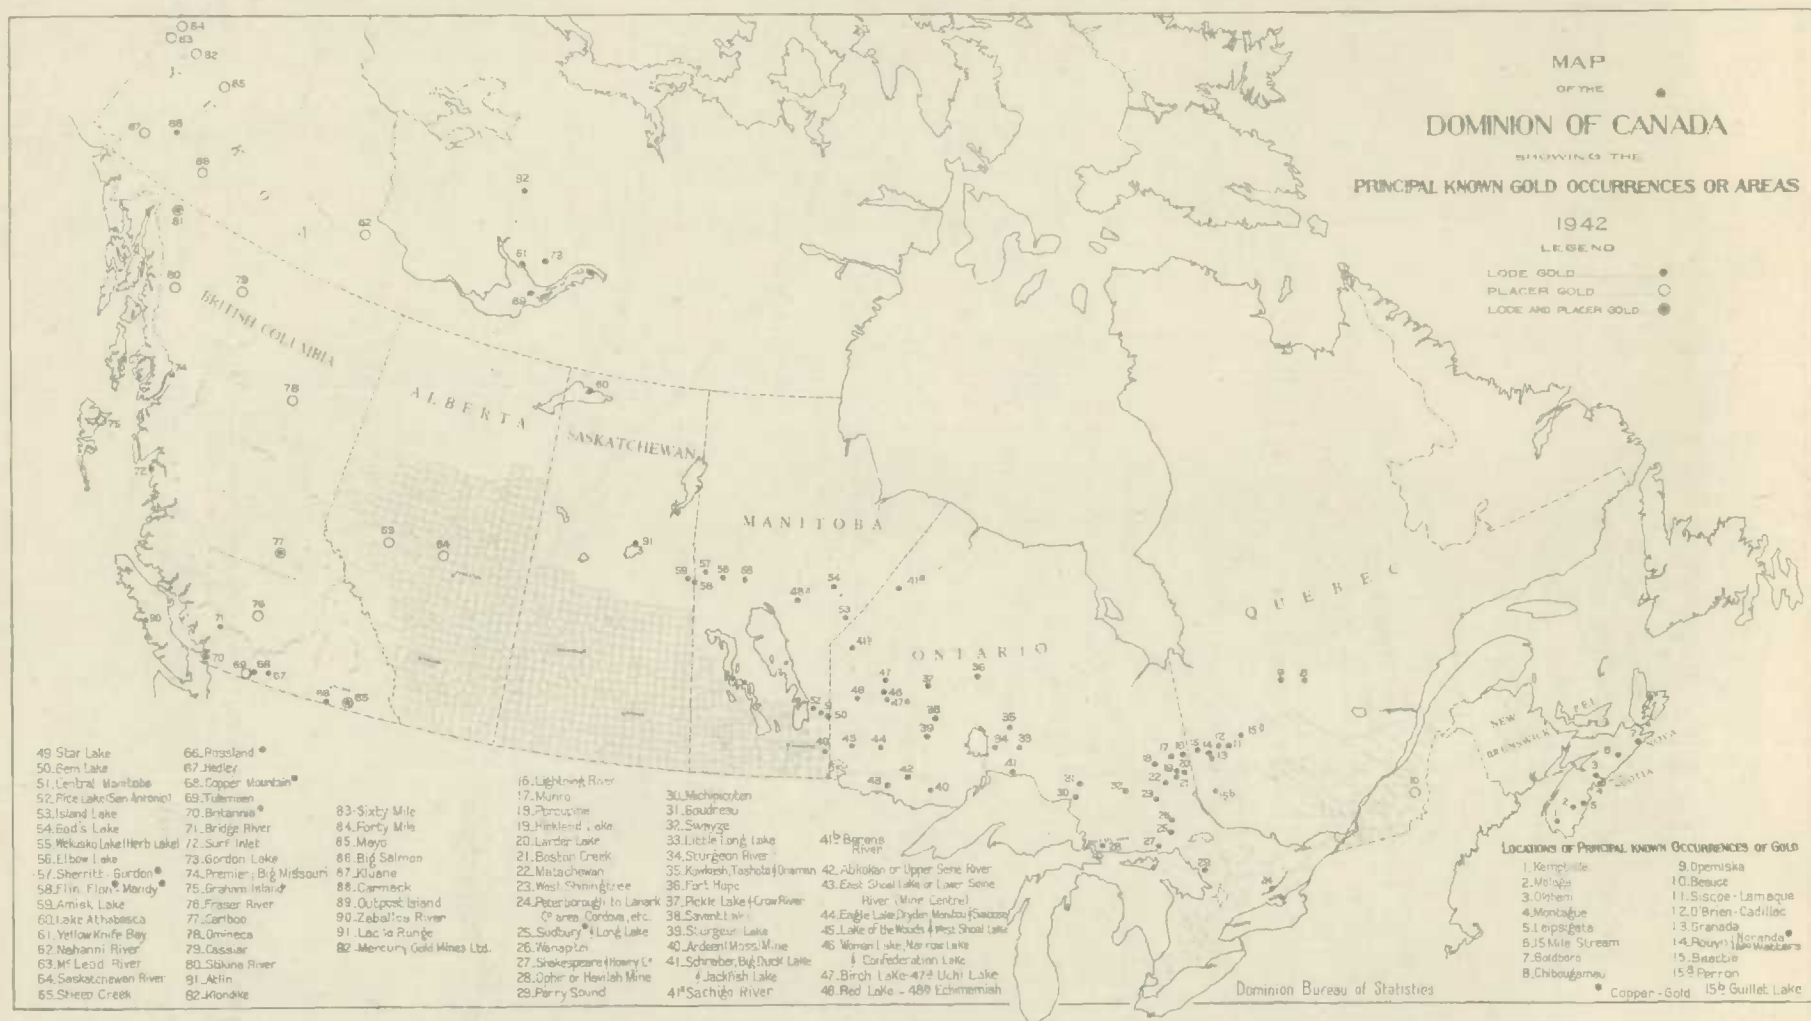 MAP
OF THE
DOMINION OF CANADA
SHOWING THE
PRINCIPAL KNOWN GOLD OCCURRENCES OR AREAS
1942
LEGEND
LODE GOLD
PLACER GOLD
LODE AND PLACER GOLD
BRITISH COLUMBIA
ALBERTA
SASKATCHEWAN
MANITOBA
ONTARIO
QUEBEC
NEW BRUNSWICK
P.E.I.
NOVA SCOTIA
49. Star Lake
50. Gem Lake
51. Central Manitoba
52. Rice Lake (San Antonio)
53. Island Lake
54. God's Lake
55. Wekusko Lake (Herb Lake)
56. Elbow Lake
57. Sherritt-Gordon*
58. Flin Flon*-Mandy*
59. Amisk Lake
60. Lake Athabasca
61. Yellow Knife Bay
62. Nahanni River
63. McLeod River
64. Saskatchewan River
65. Sheep Creek
66. Rossland*
67. Hedley
68. Copper Mountain*
69. Tulameen
70. Britannia*
71. Bridge River
72. Surf Inlet
73. Gordon Lake
74. Premier; Big Missouri
75. Graham Island
76. Fraser River
77. Cariboo
78. Omineca
79. Cassiar
80. Stikine River
81. Atlin
82. Klondike
83. Sixty Mile
84. Forty Mile
85. Mayo
86. Big Salmon
87. Kluane
88. Carmack
89. Outpost Island
90. Zeballos River
91. Lac la Ronge
92. Mercury Gold Mines Ltd.
16. Lightning River
17. Munro
18. Porcupine
19. Kirkland Lake
20. Larder Lake
21. Boston Creek
22. Matachewan
23. West Shiningtree
24. Peterborough to Lanark
Co area, Cordova, etc.
25. Sudbury* & Long Lake
26. Wanapitei
27. Shakespeare & Howry Ck
28. Ophir or Havilah Mine
29. Parry Sound
30. Michipicoten
31. Goudreau
32. Swayze
33. Little Long Lake
34. Sturgeon River
35. Kowkash, Tashota & Onaman
36. Fort Hope
37. Pickle Lake & Crow River
38. Savant Lake
39. Sturgeon Lake
40. Ardeen (Moss) Mine
41. Schreiber, Big Duck Lake
& Jackfish Lake
41a Sachigo River
41b Berens
River
42. Atikokan or Upper Seine River
43. East Shoal Lake or Lower Seine
River (Mine Central)
44. Eagle Lake, Dryden, Manitou &
45. Lake of the Woods & West Shoal Lake
46. Woman Lake, Narrow Lake
& Confederation Lake
47. Birch Lake-47a Uchi Lake
48. Red Lake - 48a Echimamish
Dominion Bureau of Statistics
LOCATIONS OF PRINCIPAL KNOWN OCCURRENCES OF GOLD
1. Kemptville
2. Molega
3. Oldham
4. Montague
5. Leipsigate
6. 15 Mile Stream
7. Goldboro
8. Chibougamau
9. Opemiska
10. Beauce
11. Siscoe-Lamaque
12. O'Brien-Cadillac
13. Granada
14. Rouyn Noranda*
Watters
15. Beattie
15a Perron
15b Guillet Lake
* Copper-Gold